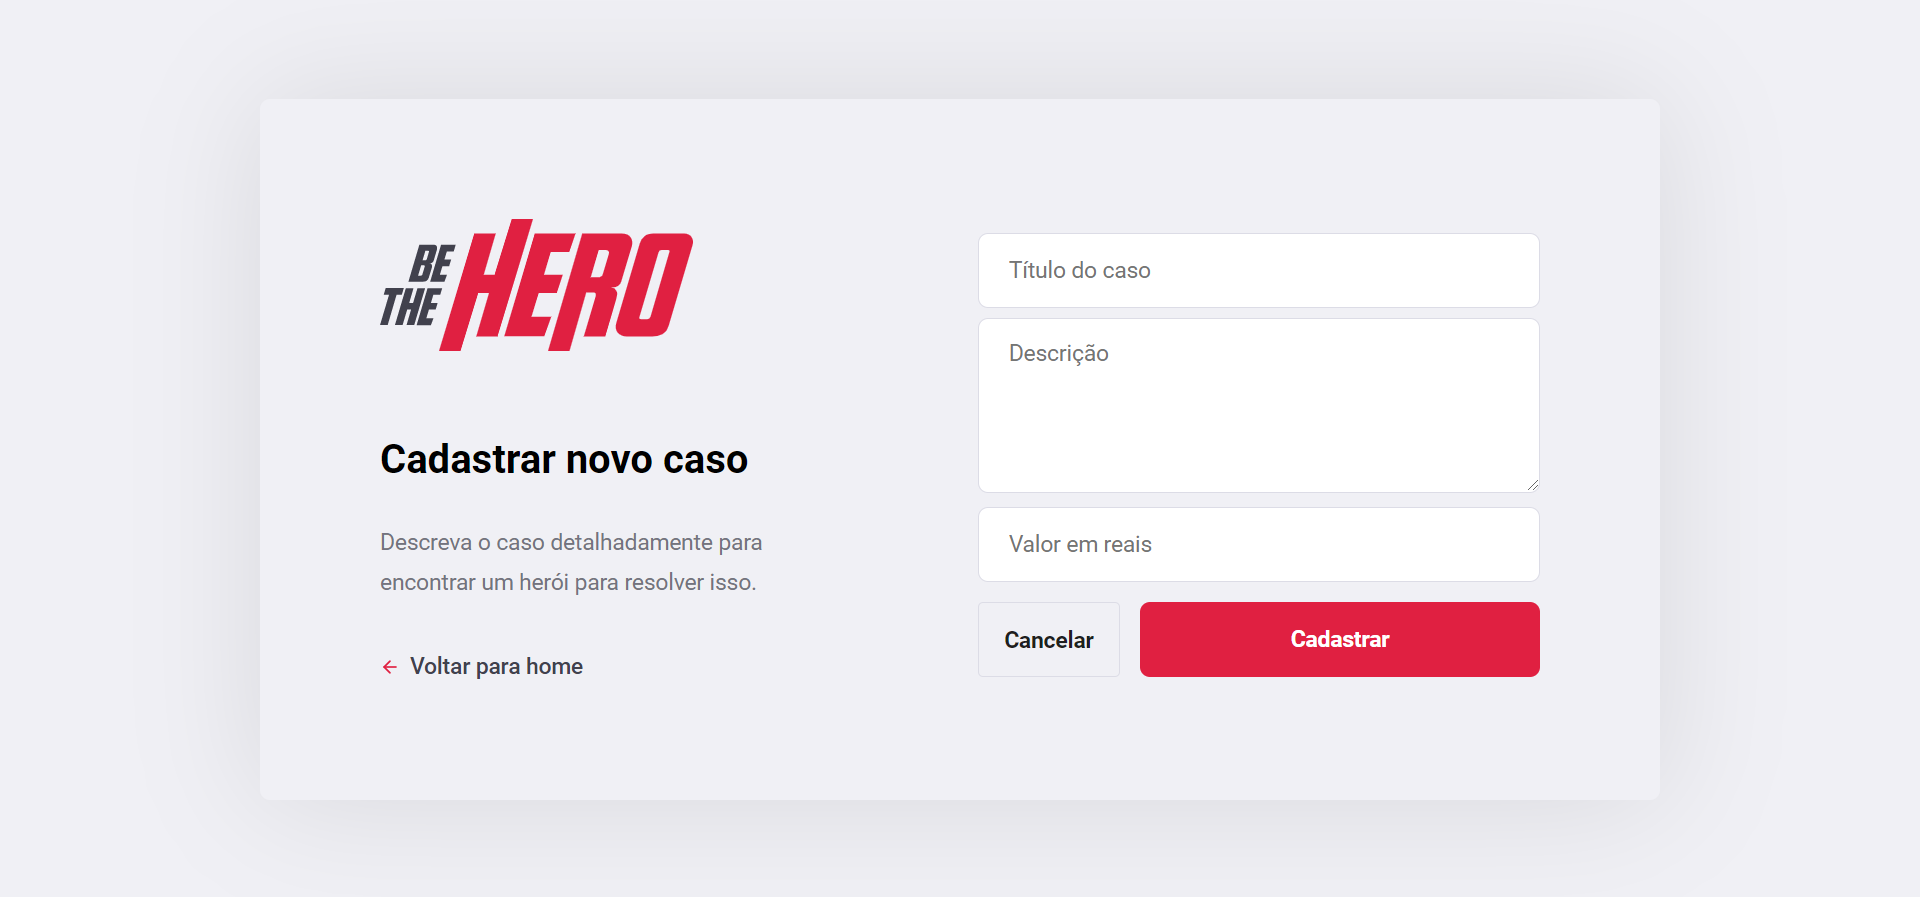 BE
THE
HERO
Cadastrar novo caso
Descreva o caso detalhadamente para
encontrar um herói para resolver isso.
Voltar para home
Título do caso
Descrição
Valor em reais
Cancelar
Cadastrar